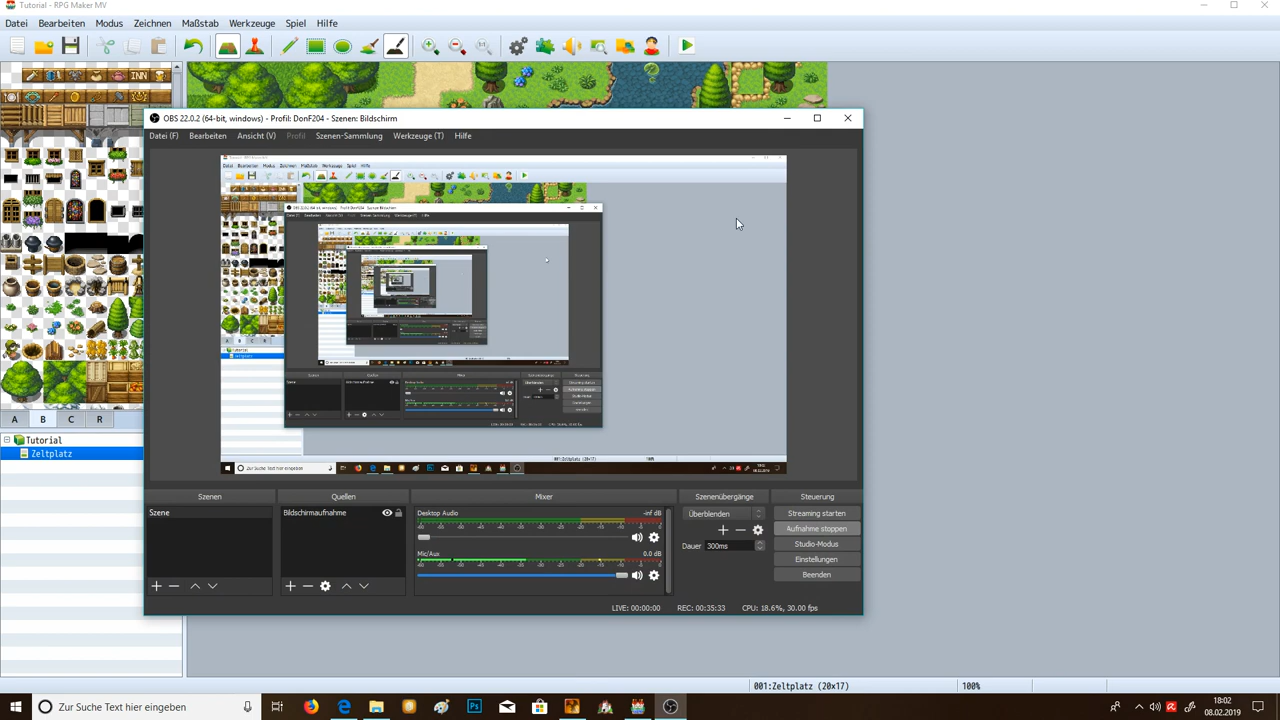 Tutorial - RPG Maker MV
Datei Bearbeiten Modus Zeichnen Maßstab Werkzeuge Spiel Hilfe
INN
OBS 22.0.2 (64-bit, windows) - Profil: DonF204 - Szenen: Bildschirm
Datei (F) Bearbeiten Ansicht (V) Profil Szenen-Sammlung Werkzeuge (T) Hilfe
A B C R
Tutorial
Zeltplatz
Szenen Quellen Mixer Szenenübergänge Steuerung
Szene
Bildschirmaufnahme
Desktop Audio -inf dB
Mic/Aux 0.0 dB
Überblenden
Dauer 300ms
Streaming starten
Aufnahme stoppen
Studio-Modus
Einstellungen
Beenden
LIVE: 00:00:00 REC: 00:35:33 CPU: 18.6%, 30.00 fps
001:Zeltplatz (20x17) 100%
Zur Suche Text hier eingeben
Ps
18:02
08.02.2019